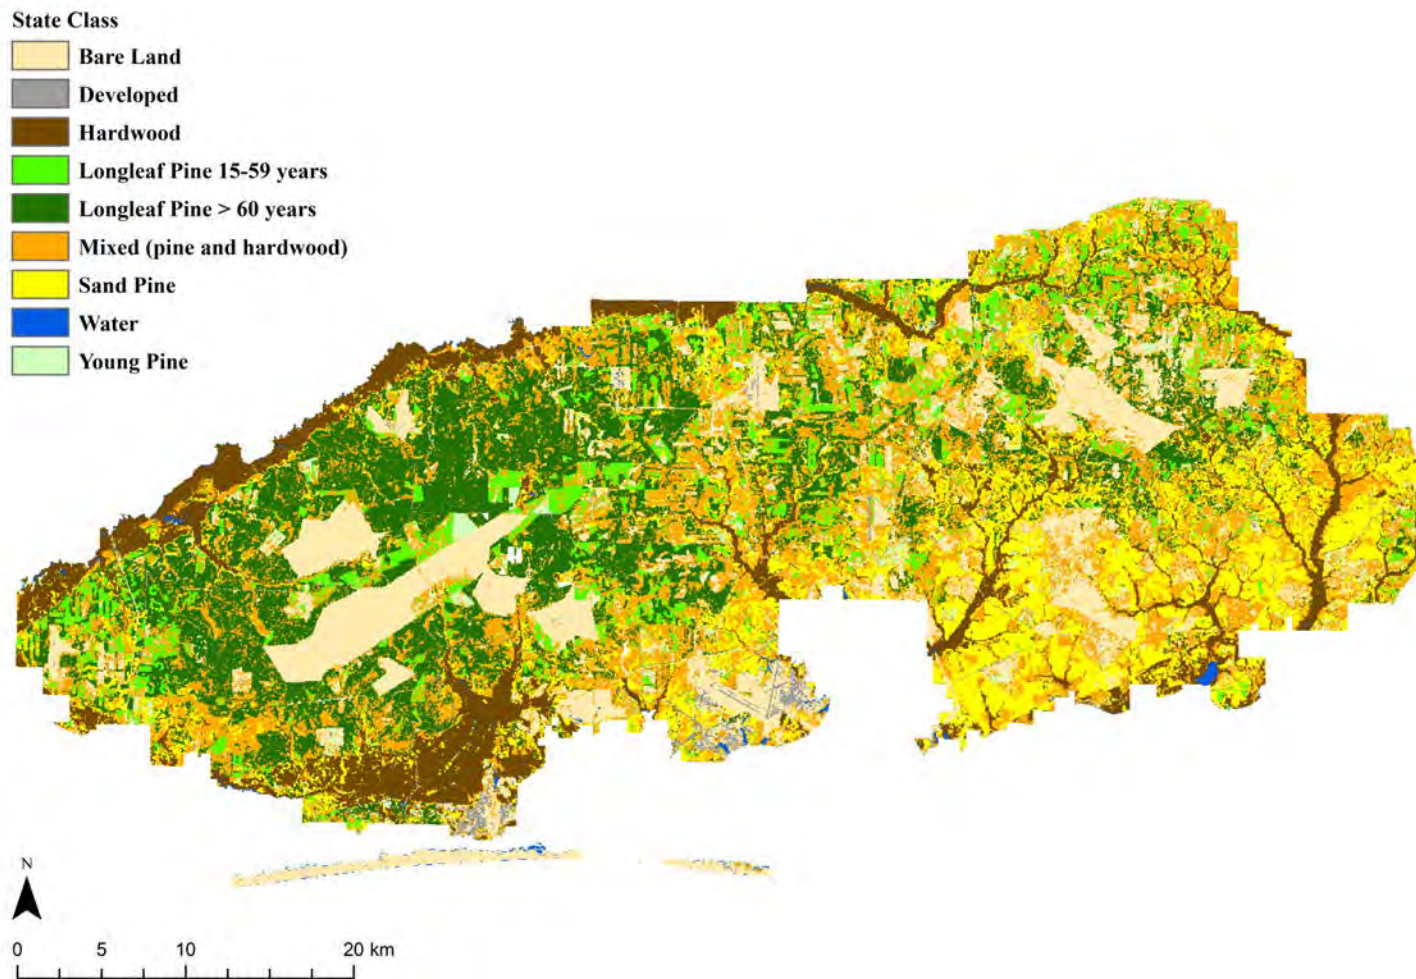 State Class
Bare Land
Developed
Hardwood
Longleaf Pine 15-59 years
Longleaf Pine > 60 years
Mixed (pine and hardwood)
Sand Pine
Water
Young Pine
N
0 5 10 20 km